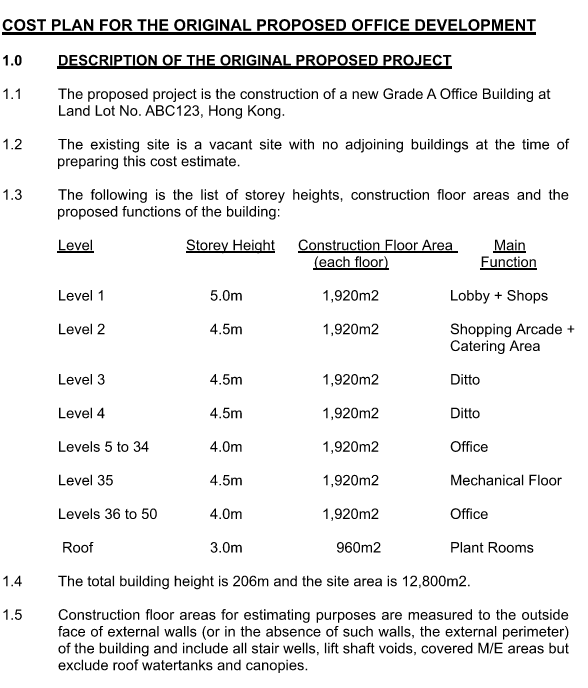 COST PLAN FOR THE ORIGINAL PROPOSED OFFICE DEVELOPMENT
1.0 DESCRIPTION OF THE ORIGINAL PROPOSED PROJECT
1.1 The proposed project is the construction of a new Grade A Office Building at
Land Lot No. ABC123, Hong Kong.
1.2 The existing site is a vacant site with no adjoining buildings at the time of
preparing this cost estimate.
1.3 The following is the list of storey heights, construction floor areas and the
proposed functions of the building:
Level Storey Height Construction Floor Area Main
(each floor) Function
Level 1 5.0m 1,920m2 Lobby + Shops
Level 2 4.5m 1,920m2 Shopping Arcade +
Catering Area
Level 3 4.5m 1,920m2 Ditto
Level 4 4.5m 1,920m2 Ditto
Levels 5 to 34 4.0m 1,920m2 Office
Level 35 4.5m 1,920m2 Mechanical Floor
Levels 36 to 50 4.0m 1,920m2 Office
Roof 3.0m 960m2 Plant Rooms
1.4 The total building height is 206m and the site area is 12,800m2.
1.5 Construction floor areas for estimating purposes are measured to the outside
face of external walls (or in the absence of such walls, the external perimeter)
of the building and include all stair wells, lift shaft voids, covered M/E areas but
exclude roof watertanks and canopies.